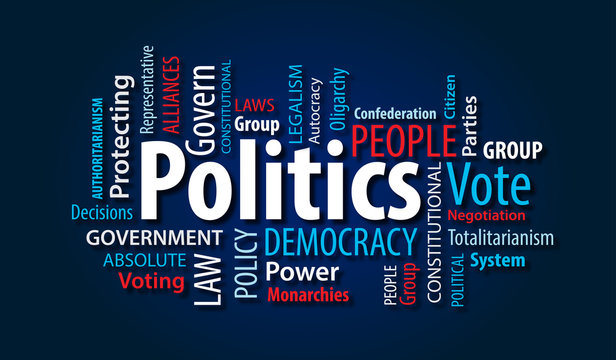 AUTHORITARIANISM
Protecting
Representative
ALLIANCES
Govern
CONSTITUTIONAL
LAWS
Group
LEGALISM
Autocracy
Oligarchy
Confederation
Citizen
Parties
PEOPLE
GROUP
Politics
Vote
Decisions
Negotiation
GOVERNMENT
DEMOCRACY
CONSTITUTIONAL
Totalitarianism
ABSOLUTE
LAW
POLICY
Power
System
Voting
Monarchies
PEOPLE
Group
POLITICAL